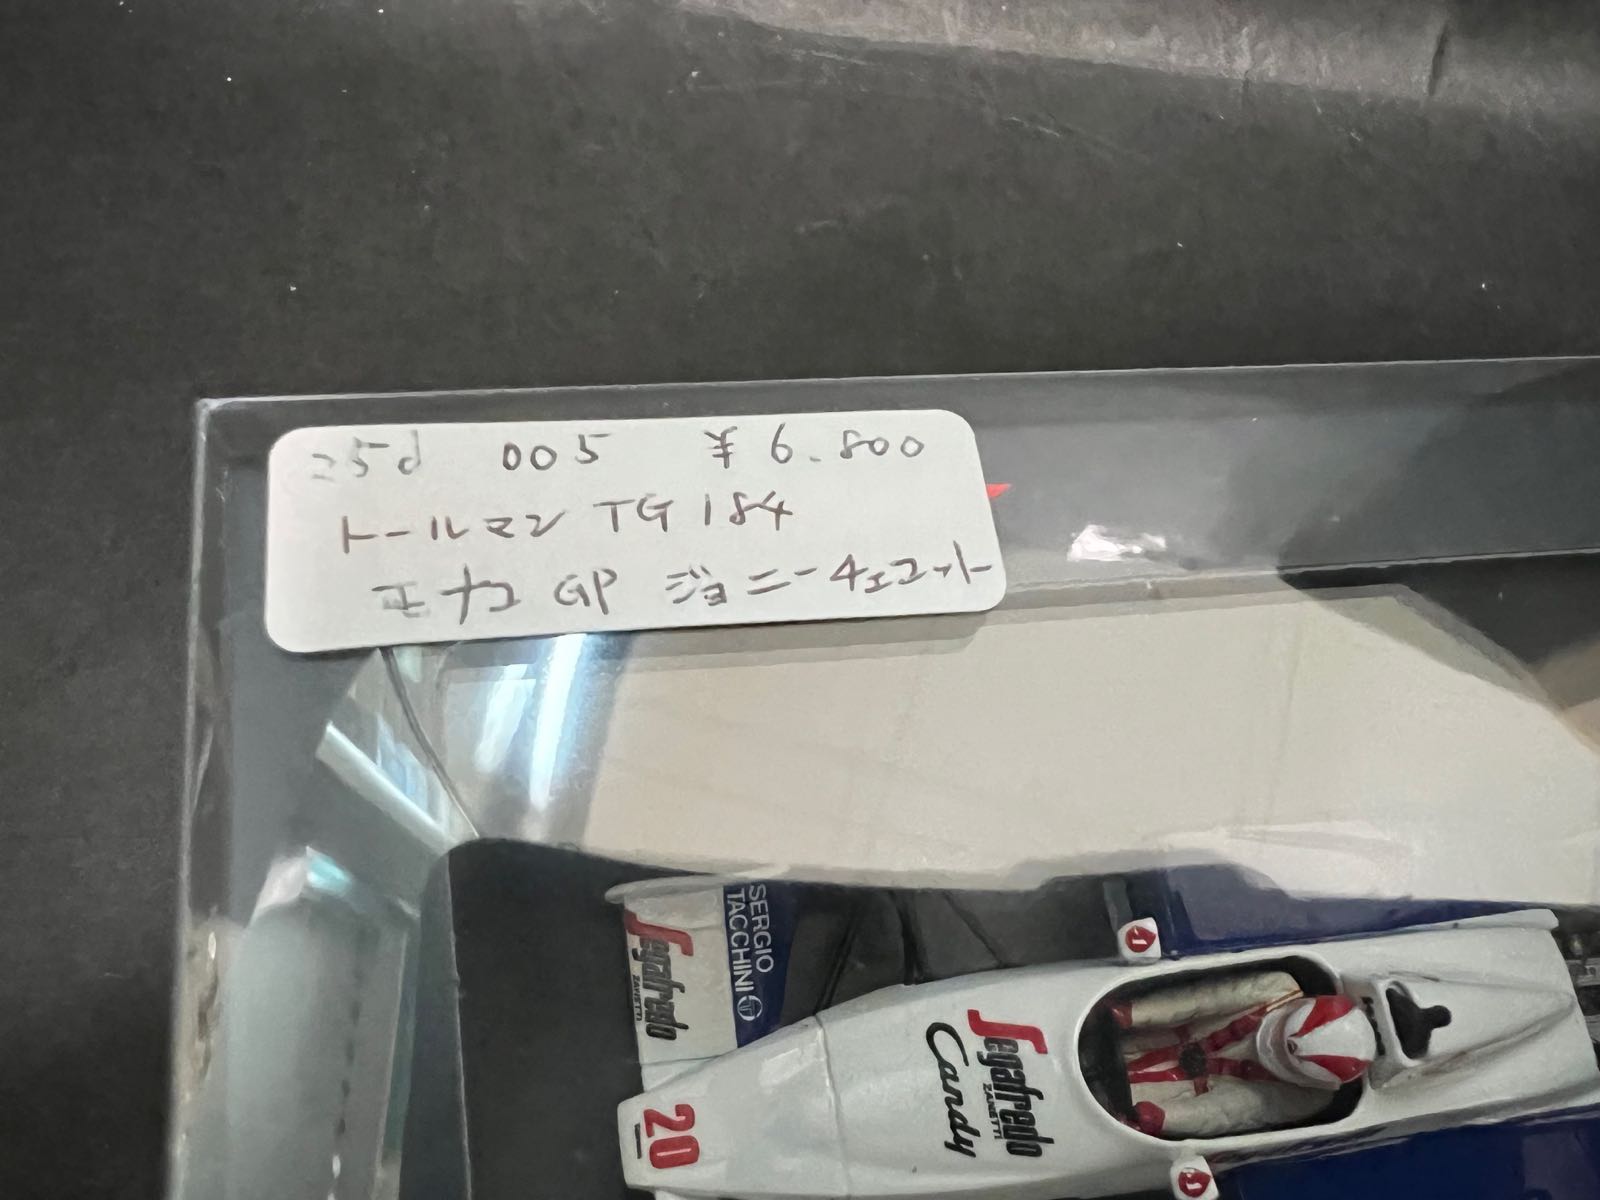 25d 005 ¥6.800
トールマン TG184
モナコ GP ジョニーチェコット
SERGIO
TACCHINI
Segafredo
ZANETTI
Segafredo
ZANETTI
Candy
20